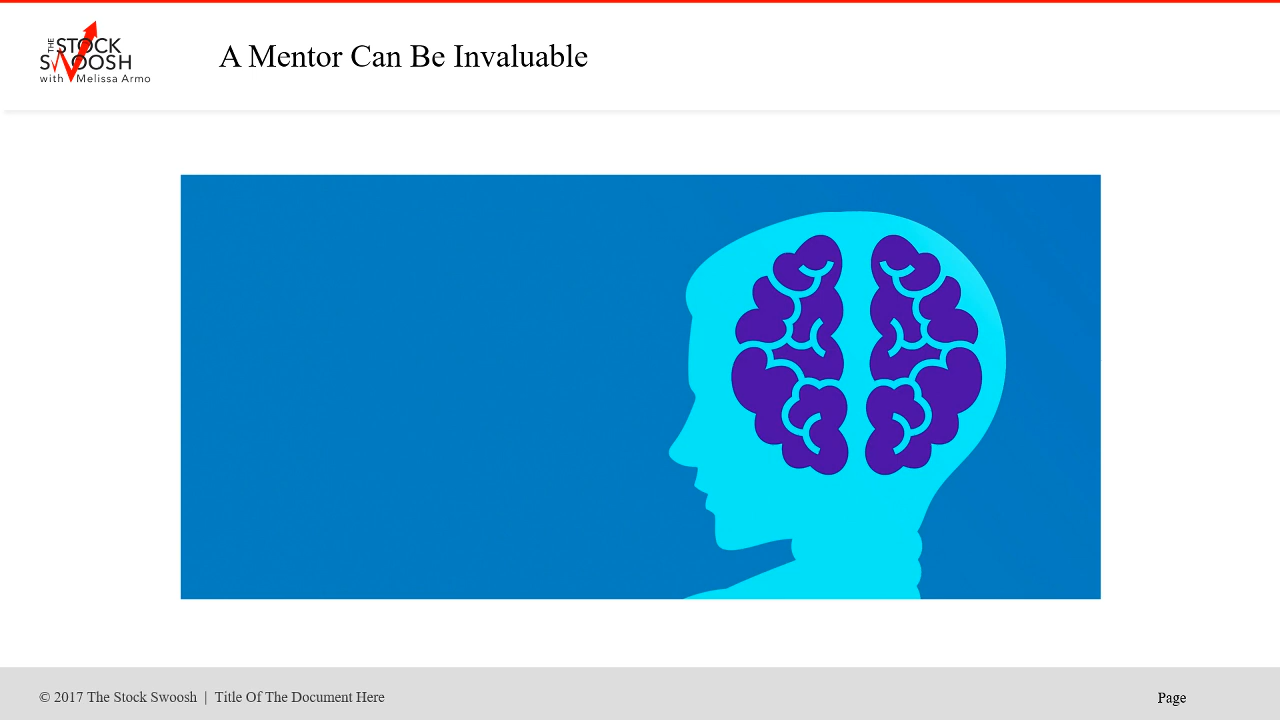 THE STOCK
SWOOSH
with Melissa Armo
A Mentor Can Be Invaluable
© 2017 The Stock Swoosh | Title Of The Document Here
Page